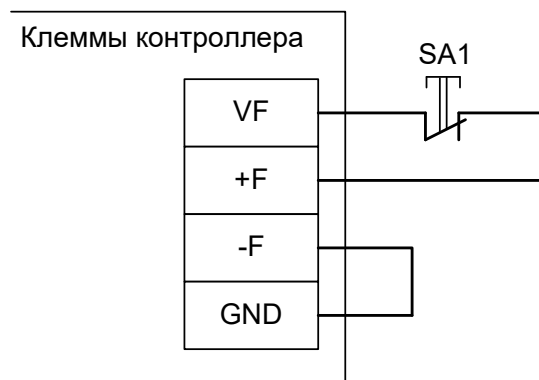 Клеммы контроллера
SA1
VF
+F
-F
GND